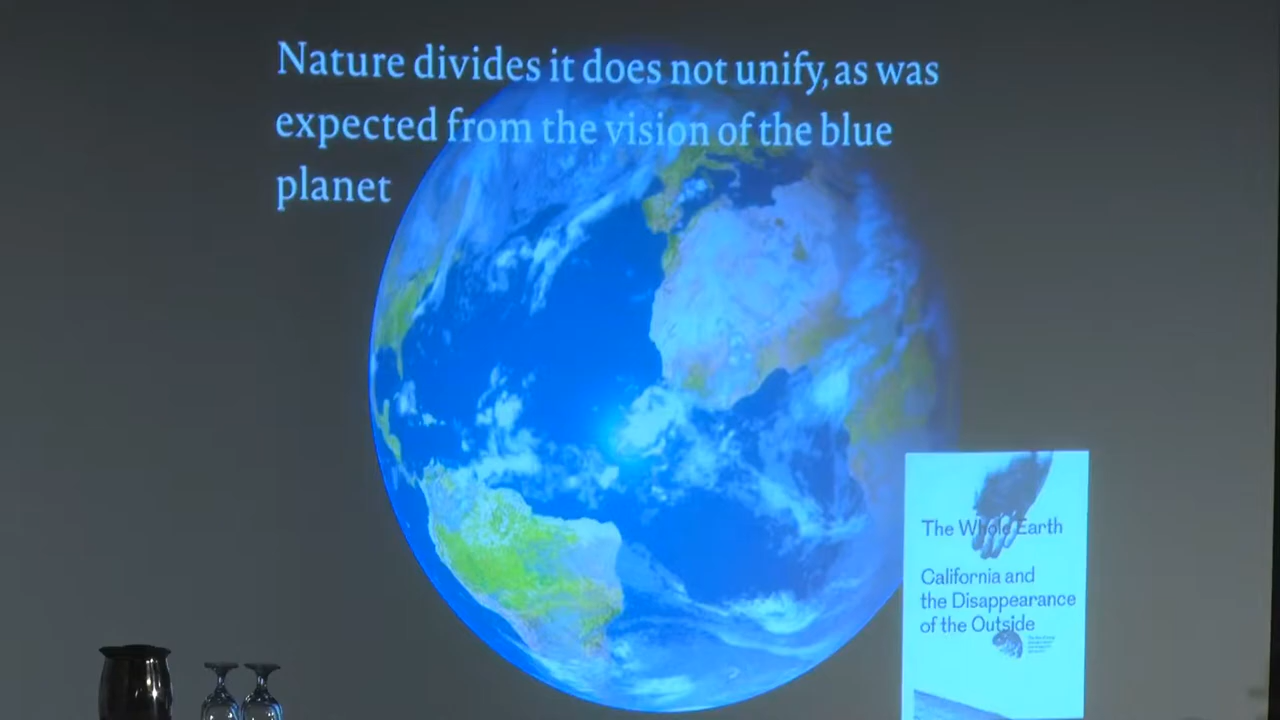 Nature divides it does not unify, as was
expected from the vision of the blue
planet
The Whole Earth
California and
the Disappearance
of the Outside